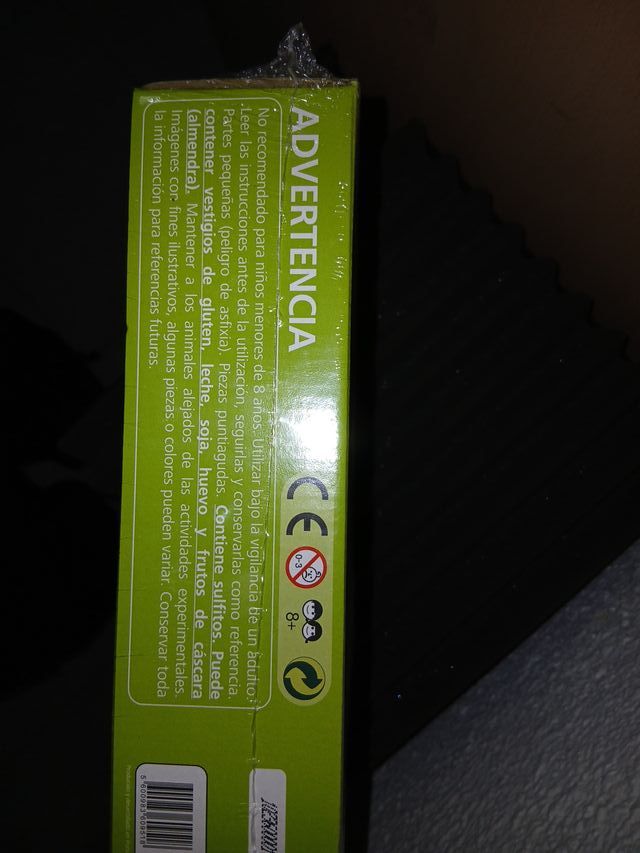 ADVERTENCIA
No recomendado para niños menores de 8 años. Utilizar bajo la vigilancia de un adulto.
Leer las instrucciones antes de la utilización, seguirlas y conservarlas como referencia.
Partes pequeñas (peligro de asfixia). Piezas puntiagudas. Contiene sulfitos. Puede
contener vestigios de gluten, leche, soja, huevo y frutos de cáscara
(almendra). Mantener a los animales alejados de las actividades experimentales.
Imágenes con fines ilustrativos, algunas piezas o colores pueden variar. Conservar toda
la información para referencias futuras.
CE
0-3
8+